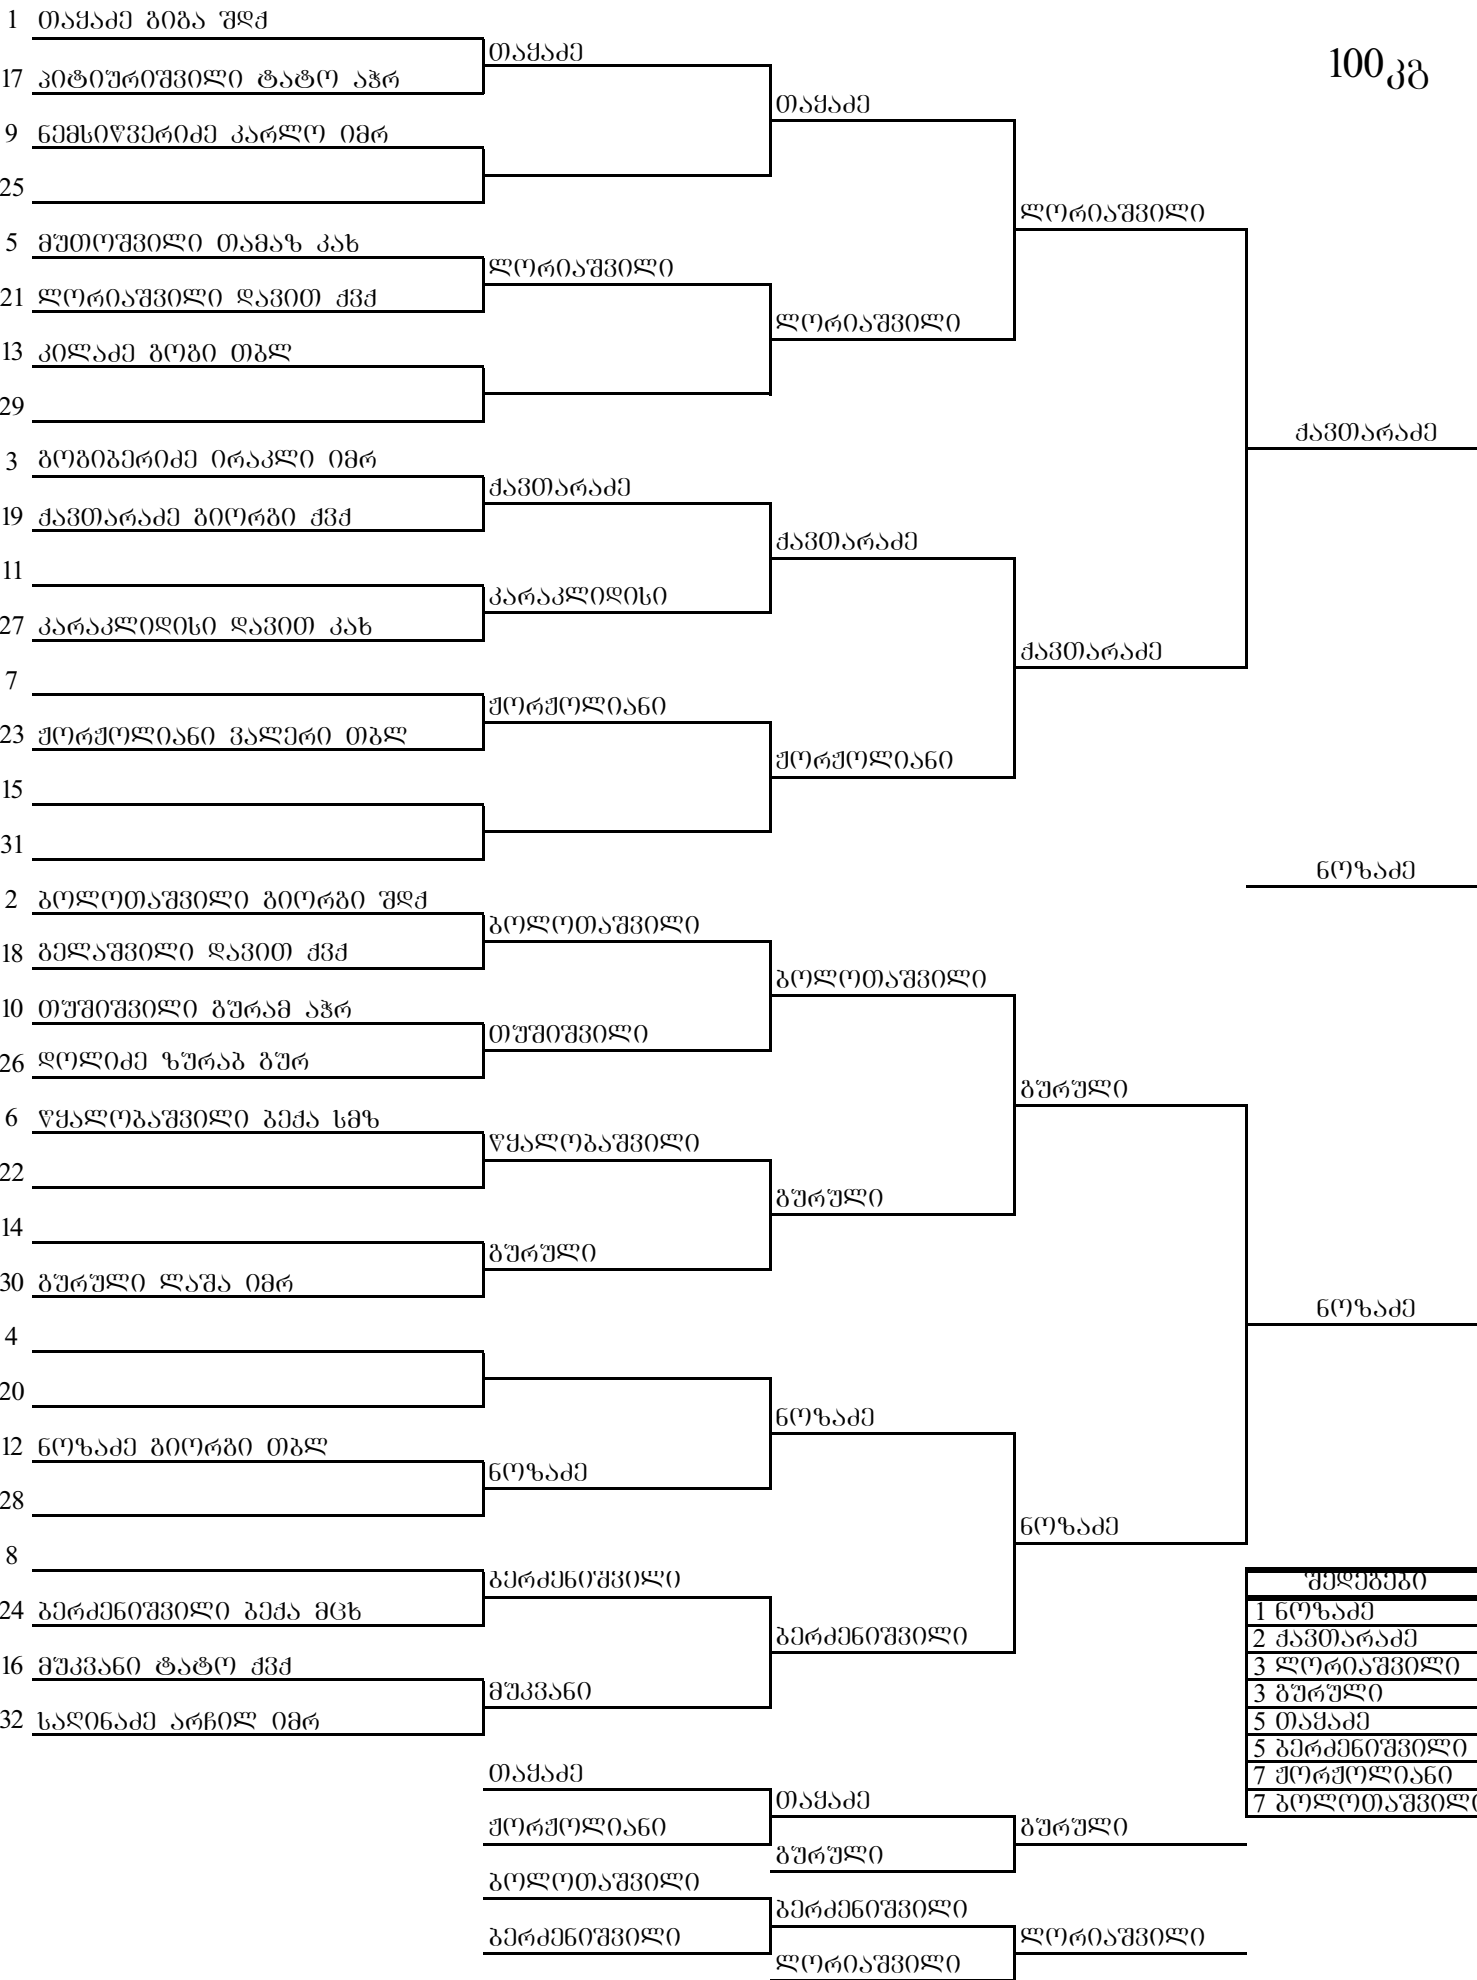 1 თაყაძე გიგა შდქ
თაყაძე
100კგ
17 პიტიურიშვილი ტატო აჭრ
თაყაძე
9 ნემსიწვერიძე კარლო იმრ
25
ლორიაშვილი
5 მუთოშვილი თამაზ კახ
ლორიაშვილი
21 ლორიაშვილი დავით ქვქ
ლორიაშვილი
13 კილაძე გოგი თბლ
29
ქავთარაძე
3 გოგიბერიძე ირაკლი იმრ
ქავთარაძე
19 ქავთარაძე გიორგი ქვქ
ქავთარაძე
11
კარაკლიდისი
27 კარაკლიდისი დავით კახ
ქავთარაძე
7
ჟორჟოლიანი
23 ჟორჟოლიანი ვალერი თბლ
ჟორჟოლიანი
15
31
ნოზაძე
2 ბოლოთაშვილი გიორგი შდქ
ბოლოთაშვილი
18 გელაშვილი დავით ქვქ
ბოლოთაშვილი
10 თუშიშვილი გურამ აჭრ
თუშიშვილი
26 დოლიძე ზურაბ გურ
გურული
6 წყალობაშვილი ბექა სმზ
წყალობაშვილი
22
გურული
14
გურული
30 გურული ლაშა იმრ
ნოზაძე
4
20
ნოზაძე
12 ნოზაძე გიორგი თბლ
ნოზაძე
28
ნოზაძე
8
ბერძენიშვილი
შედეგები
24 ბერძენიშვილი ბექა მცხ
1 ნოზაძე
ბერძენიშვილი
2 ქავთარაძე
16 მუკვანი ტატო ქვქ
3 ლორიაშვილი
მუკვანი
3 გურული
32 საღინაძე არჩილ იმრ
5 თაყაძე
5 ბერძენიშვილი
თაყაძე
7 ჟორჟოლიანი
თაყაძე
7 ბოლოთაშვილი
ჟორჟოლიანი
გურული
გურული
ბოლოთაშვილი
ბერძენიშვილი
ბერძენიშვილი
ლორიაშვილი
ლორიაშვილი